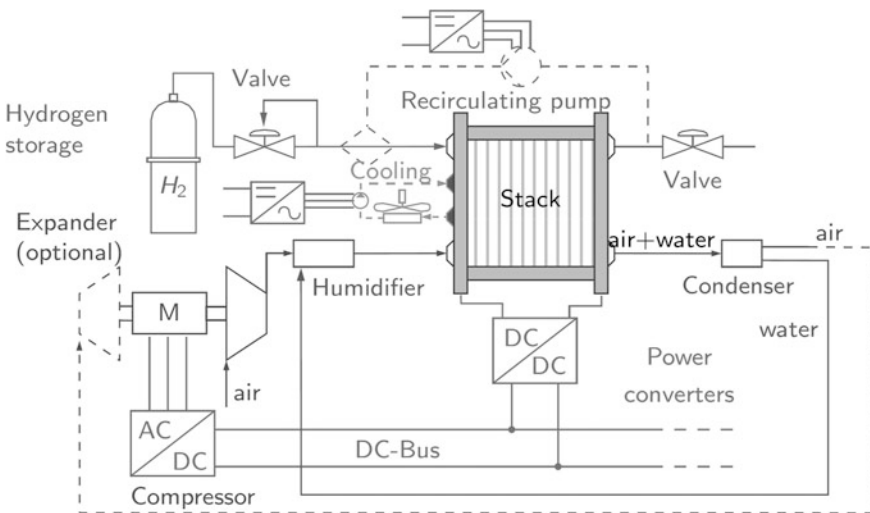 Valve
Hydrogen
storage
H2
Recirculating pump
Cooling
Stack
Valve
Expander
(optional)
air+water
air
M
Humidifier
Condenser
water
air
DC
DC
Power
converters
AC
DC
DC-Bus
Compressor